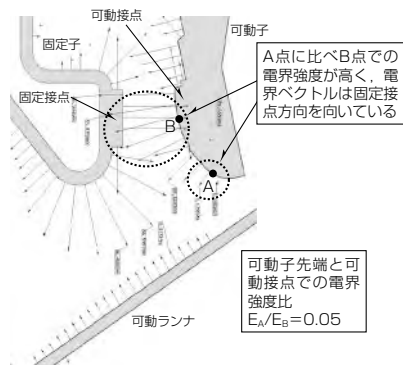 可動接点
可動子
固定子
固定接点
A点に比べB点での
電界強度が高く，電
界ベクトルは固定接
点方向を向いている
B
A
可動ランナ
可動子先端と可
動接点での電界
強度比
EA/EB=0.05